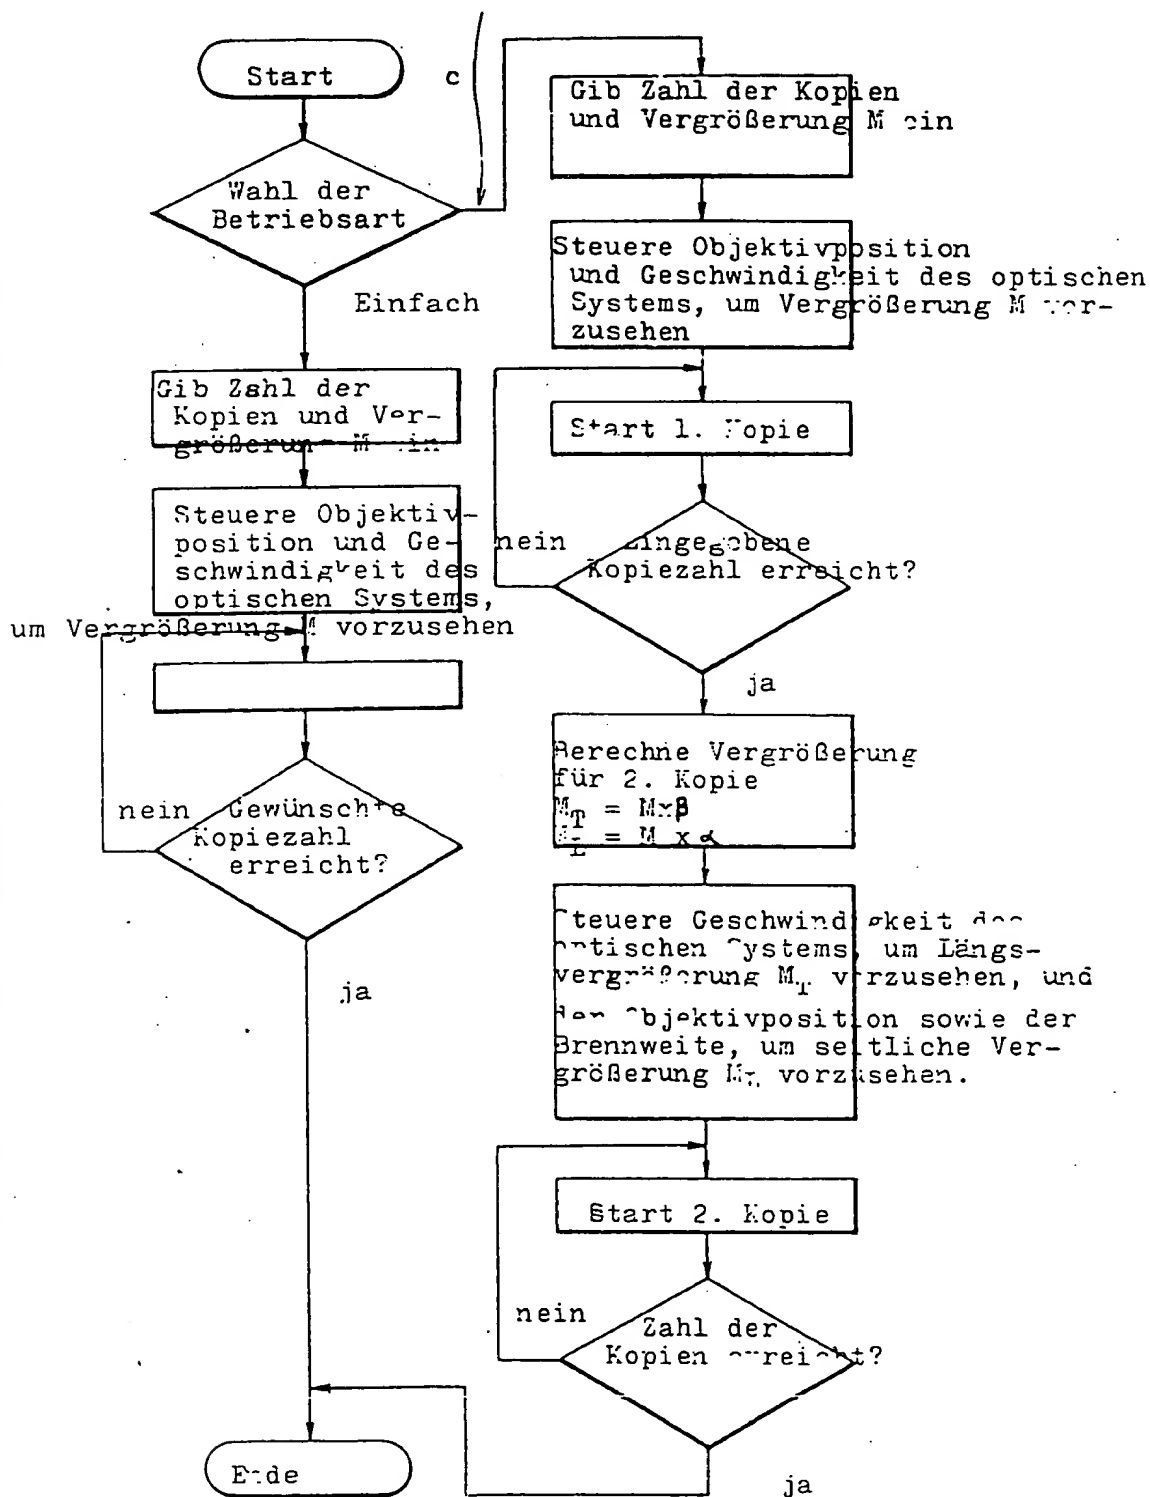 Start
c
Wahl der
Betriebsart
Einfach
Gib Zahl der
Kopien und Ver-
größerung M ein
Steuere Objektiv-
position und Ge-
schwindigkeit des
optischen Systems,
um Vergrößerung M vorzusehen
nein
Gewünschte
Kopiezahl
erreicht?
ja
Ende
Gib Zahl der Kopien
und Vergrößerung M ein
Steuere Objektivposition
und Geschwindigkeit des optischen
Systems, um Vergrößerung M vor-
zusehen
Start 1. Kopie
nein
Eingegebene
Kopiezahl erreicht?
ja
Berechne Vergrößerung
für 2. Kopie
= M x β
= M x α
Steuere Geschwindigkeit des
optischen Systems, um Längs-
vergrößerung vorzusehen, und
Objektivposition sowie der
Brennweite, um seitliche Ver-
größerung vorzusehen.
Start 2. Kopie
nein
Zahl der
Kopien erreicht?
ja